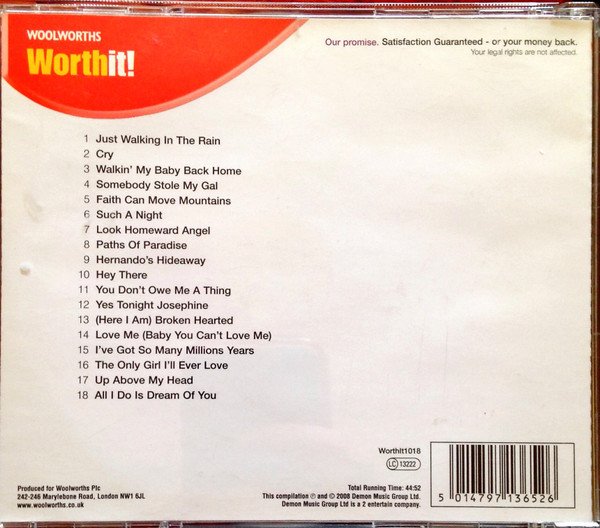 WOOLWORTHS
Worthit!
Our promise. Satisfaction Guaranteed - or your money back.
Your legal rights are not affected.
1 Just Walking In The Rain
2 Cry
3 Walkin' My Baby Back Home
4 Somebody Stole My Gal
5 Faith Can Move Mountains
6 Such A Night
7 Look Homeward Angel
8 Paths Of Paradise
9 Hernando's Hideaway
10 Hey There
11 You Don't Owe Me A Thing
12 Yes Tonight Josephine
13 (Here I Am) Broken Hearted
14 Love Me (Baby You Can't Love Me)
15 I've Got So Many Millions Years
16 The Only Girl I'll Ever Love
17 Up Above My Head
18 All I Do Is Dream Of You
WorthIt1018
LC 13222
Produced for Woolworths Plc
242-246 Marylebone Road, London NW1 6JL
www.woolworths.co.uk
Total Running Time: 44:52
This compilation ℗ and © 2008 Demon Music Group Ltd.
Demon Music Group Ltd is a 2 entertain company.
5 014797 136526